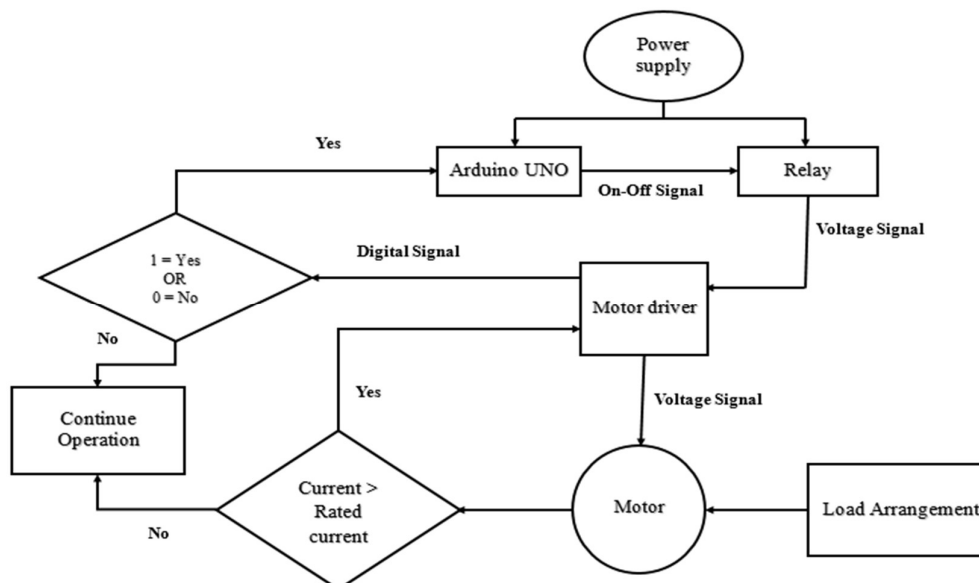 Power
supply
Yes
Arduino UNO
On-Off Signal
Relay
Voltage Signal
Digital Signal
1 = Yes
OR
0 = No
Motor driver
No
Yes
Voltage Signal
Continue
Operation
Current >
Rated
current
Motor
Load Arrangement
No